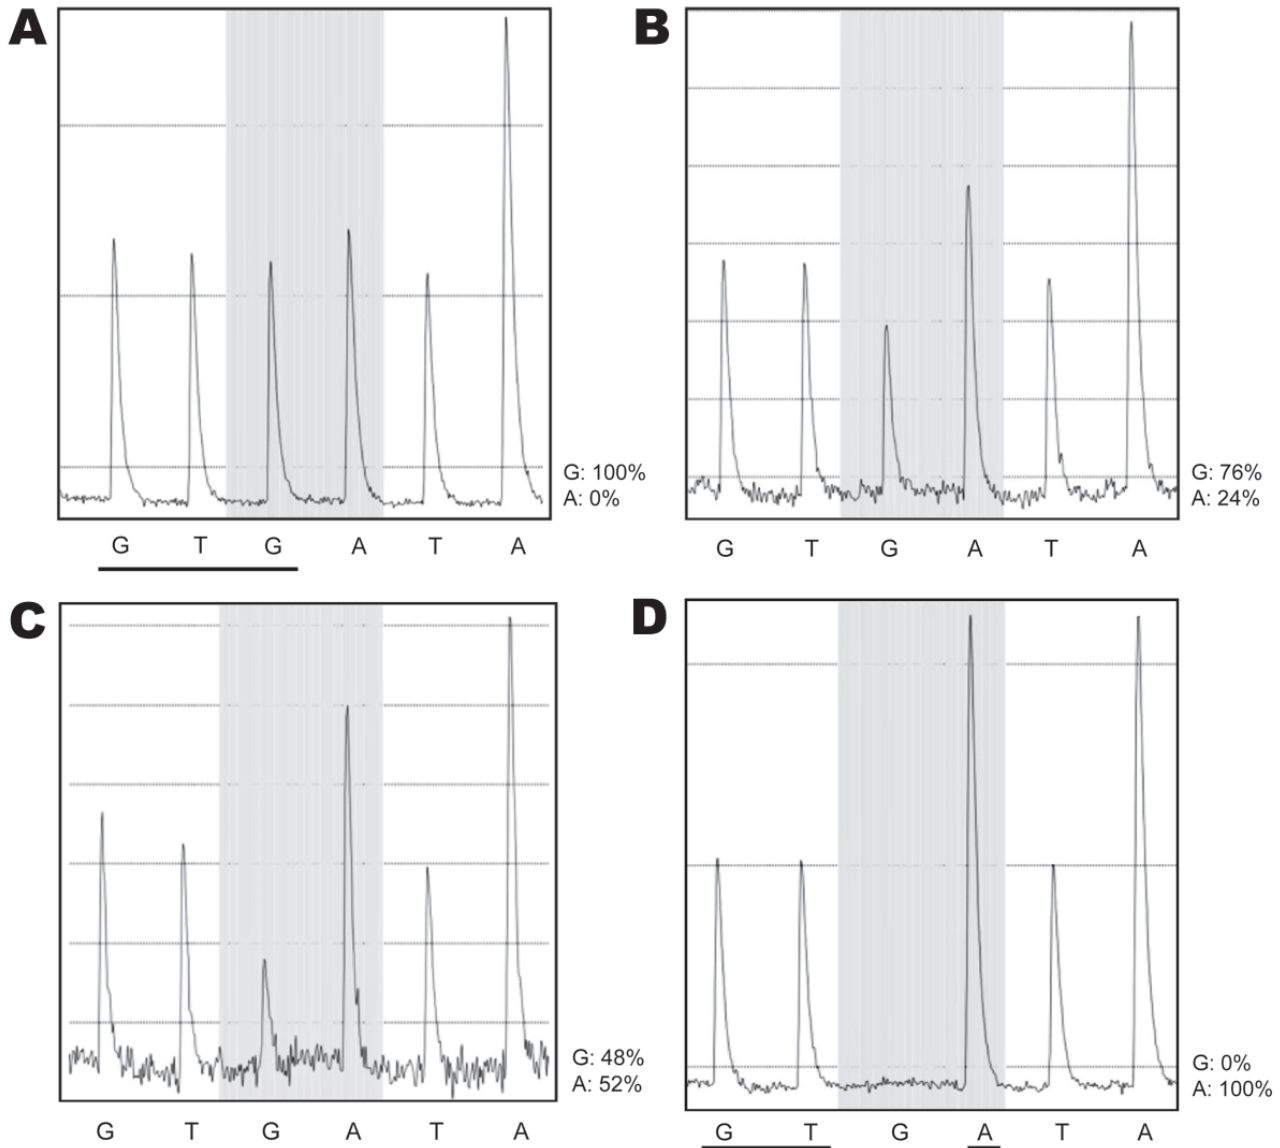 A
B
G: 100%
A: 0%
G: 76%
A: 24%
G T G A T A
G T G A T A
C
D
G: 48%
A: 52%
G: 0%
A: 100%
G T G A T A
G T G A T A